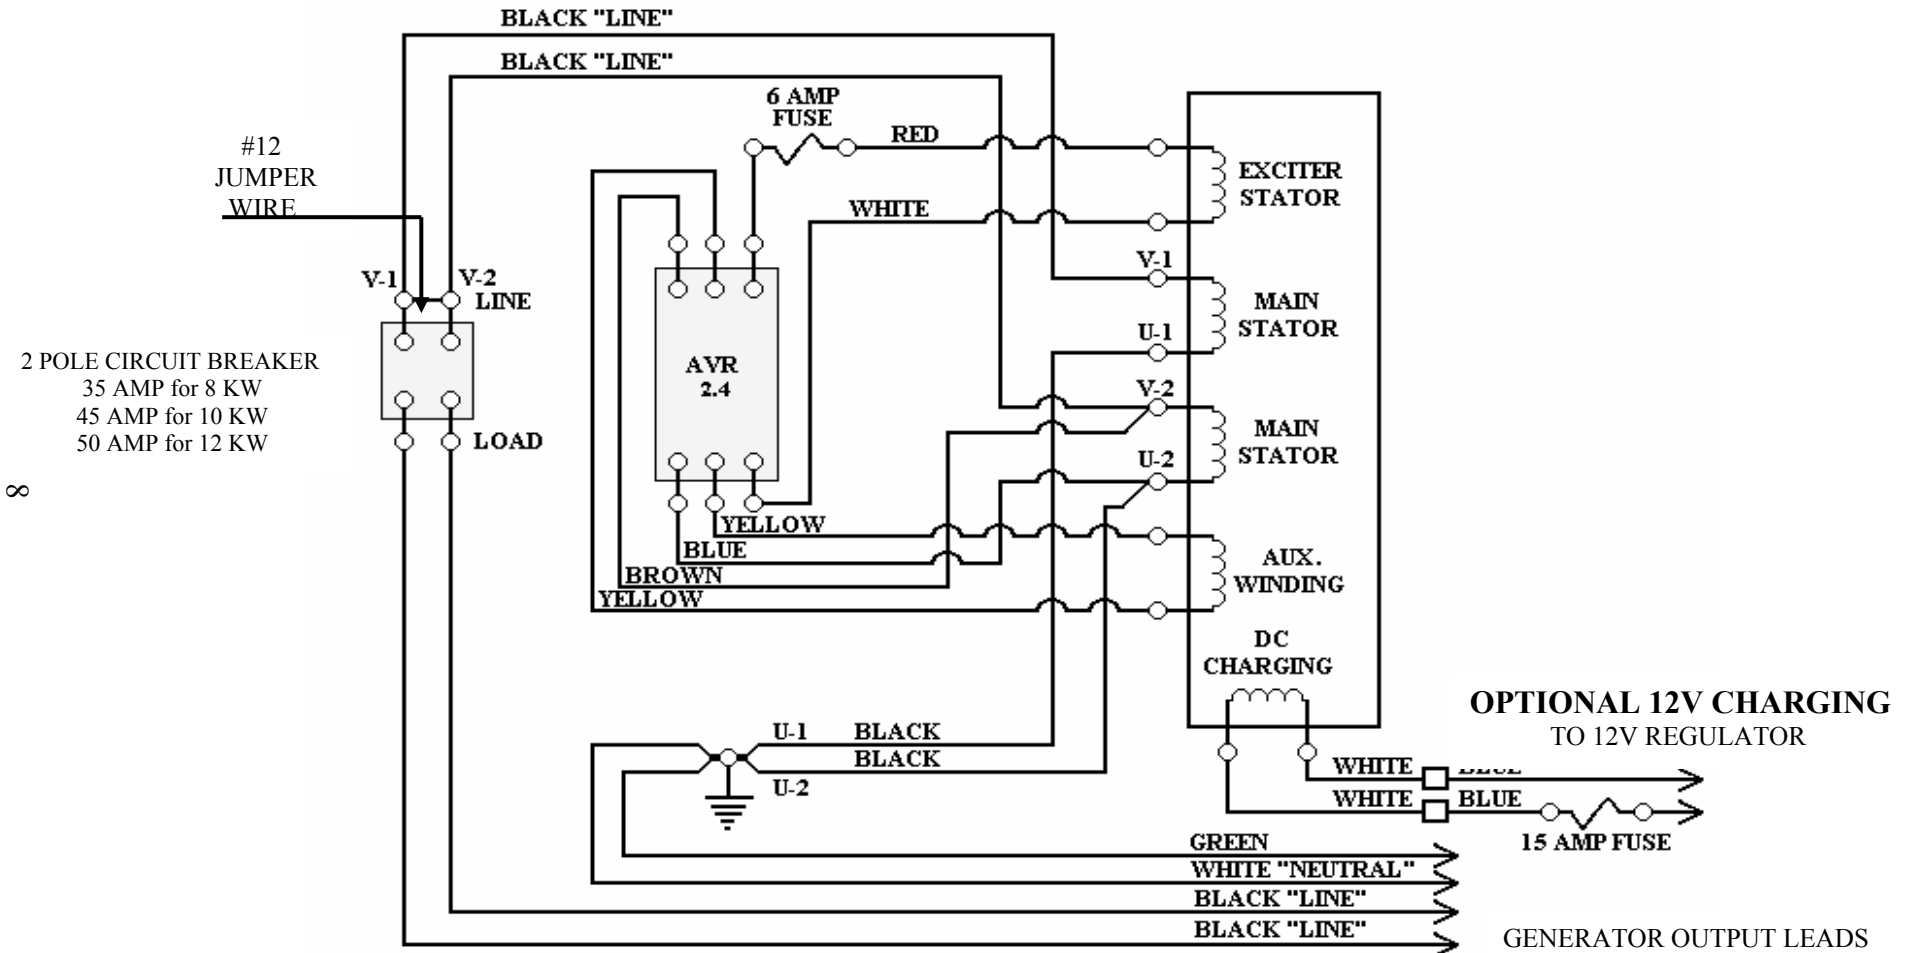 BLACK "LINE"
BLACK "LINE"
6 AMP
FUSE
RED
#12
JUMPER
WIRE
EXCITER
STATOR
WHITE
V-1
V-1
V-2
LINE
MAIN
STATOR
U-1
2 POLE CIRCUIT BREAKER
35 AMP for 8 KW
45 AMP for 10 KW
50 AMP for 12 KW
AVR
2.4
V-2
LOAD
MAIN
STATOR
U-2
8
YELLOW
BLUE
BROWN
YELLOW
AUX.
WINDING
DC
CHARGING
OPTIONAL 12V CHARGING
TO 12V REGULATOR
U-1 BLACK
BLACK
U-2
WHITE BLUE
WHITE BLUE
15 AMP FUSE
GREEN
WHITE "NEUTRAL"
BLACK "LINE"
BLACK "LINE"
GENERATOR OUTPUT LEADS